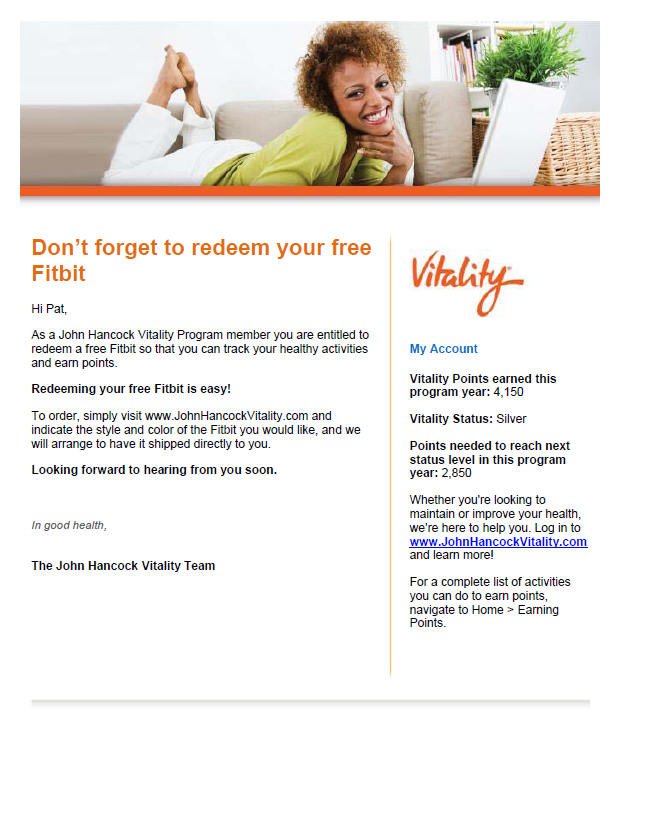 Don't forget to redeem your free
Fitbit
Hi Pat,
As a John Hancock Vitality Program member you are entitled to
redeem a free Fitbit so that you can track your healthy activities
and earn points.
Redeeming your free Fitbit is easy!
To order, simply visit www.JohnHancockVitality.com and
indicate the style and color of the Fitbit you would like, and we
will arrange to have it shipped directly to you.
Looking forward to hearing from you soon.
In good health,
The John Hancock Vitality Team
Vitality
My Account
Vitality Points earned this
program year: 4,150
Vitality Status: Silver
Points needed to reach next
status level in this program
year: 2,850
Whether you're looking to
maintain or improve your health,
we're here to help you. Log in to
www.JohnHancockVitality.com
and learn more!
For a complete list of activities
you can do to earn points,
navigate to Home > Earning
Points.